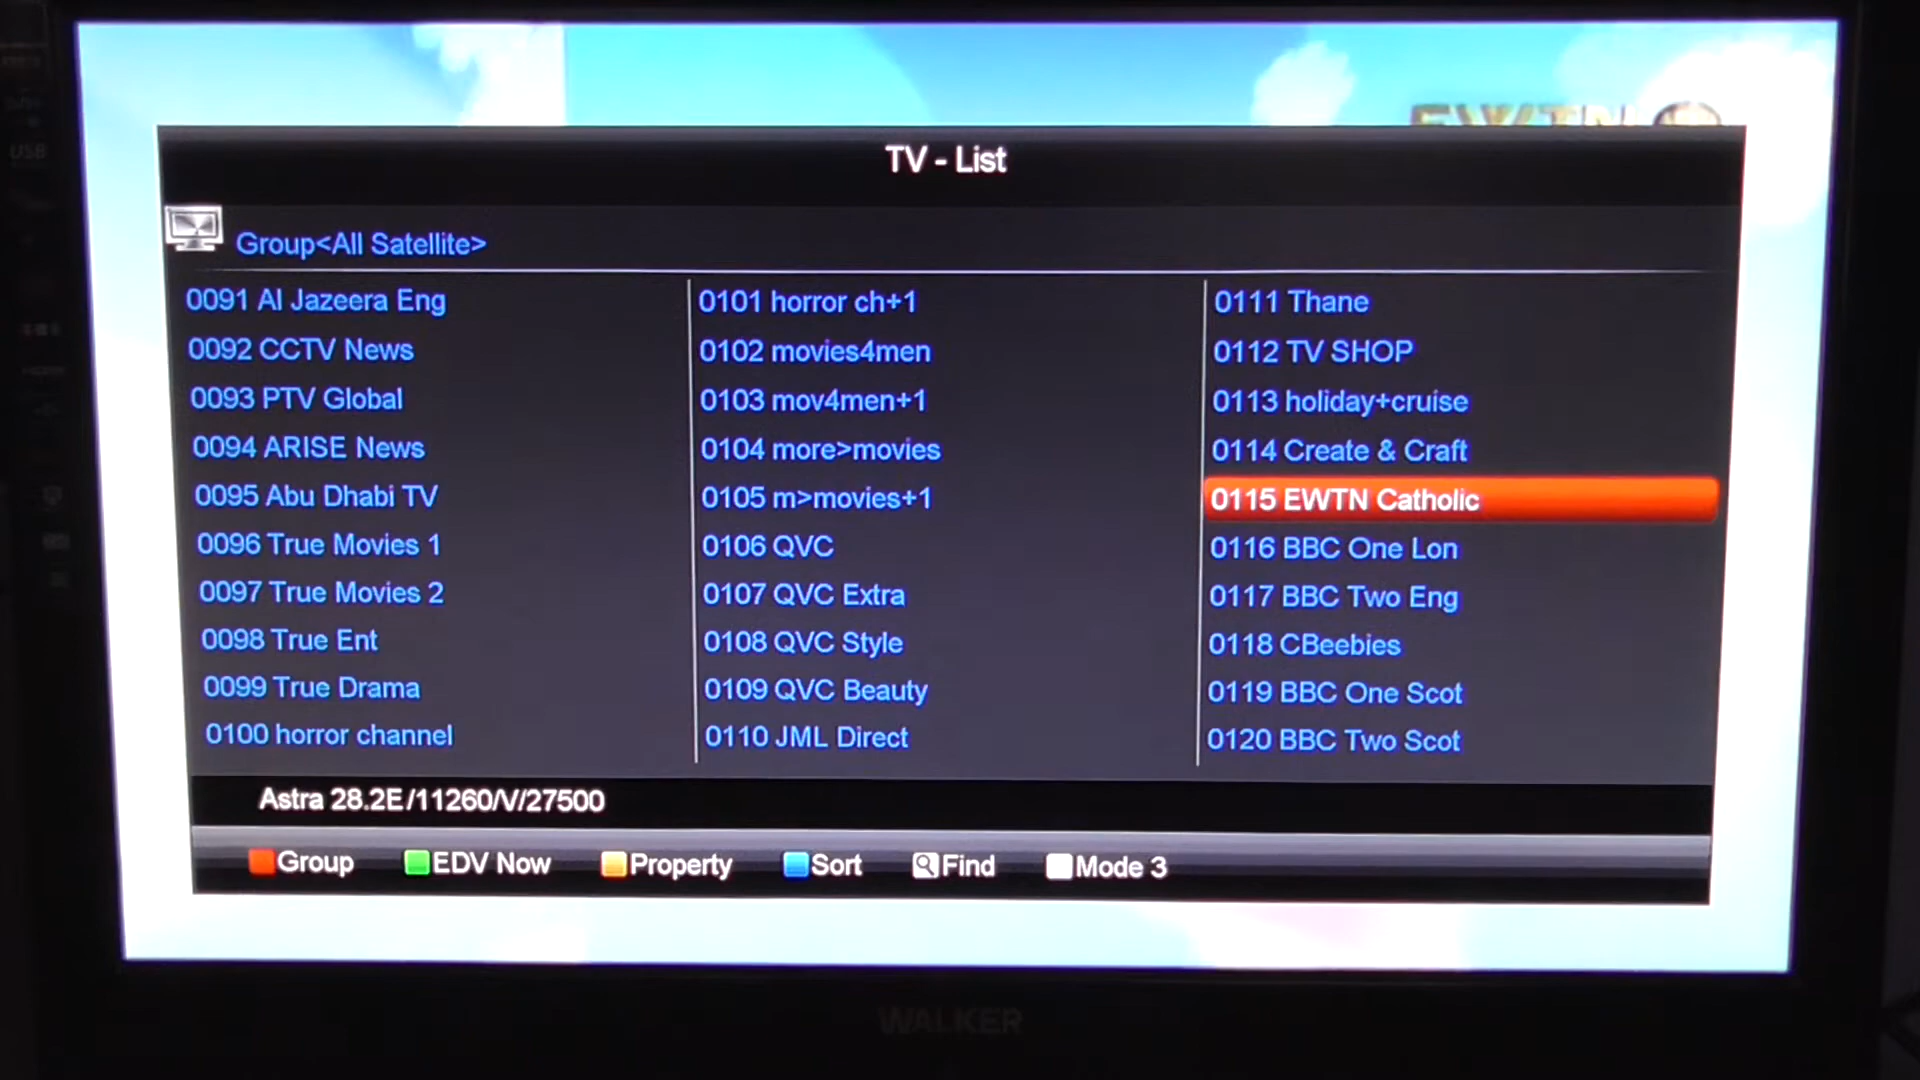 EWTN
TV - List
Group<All Satellite>
0091 Al Jazeera Eng
0092 CCTV News
0093 PTV Global
0094 ARISE News
0095 Abu Dhabi TV
0096 True Movies 1
0097 True Movies 2
0098 True Ent
0099 True Drama
0100 horror channel
0101 horror ch+1
0102 movies4men
0103 mov4men+1
0104 more>movies
0105 m>movies+1
0106 QVC
0107 QVC Extra
0108 QVC Style
0109 QVC Beauty
0110 JML Direct
0111 Thane
0112 TV SHOP
0113 holiday+cruise
0114 Create & Craft
0115 EWTN Catholic
0116 BBC One Lon
0117 BBC Two Eng
0118 CBeebies
0119 BBC One Scot
0120 BBC Two Scot
Astra 28.2E/11260/V/27500
Group EDV Now Property Sort Find Mode 3
WALKER
USB